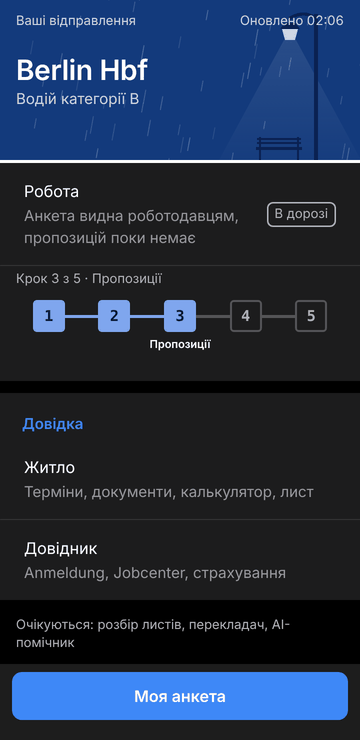 Ваші відправлення
Оновлено 02:06
Berlin Hbf
Водій категорії B
Робота
Анкета видна роботодавцям,
пропозицій поки немає
В дорозі
Крок 3 з 5 · Пропозиції
1 2 3 4 5
Пропозиції
Довідка
Житло
Терміни, документи, калькулятор, лист
Довідник
Anmeldung, Jobcenter, страхування
Очікуються: розбір листів, перекладач, AI-
помічник
Моя анкета